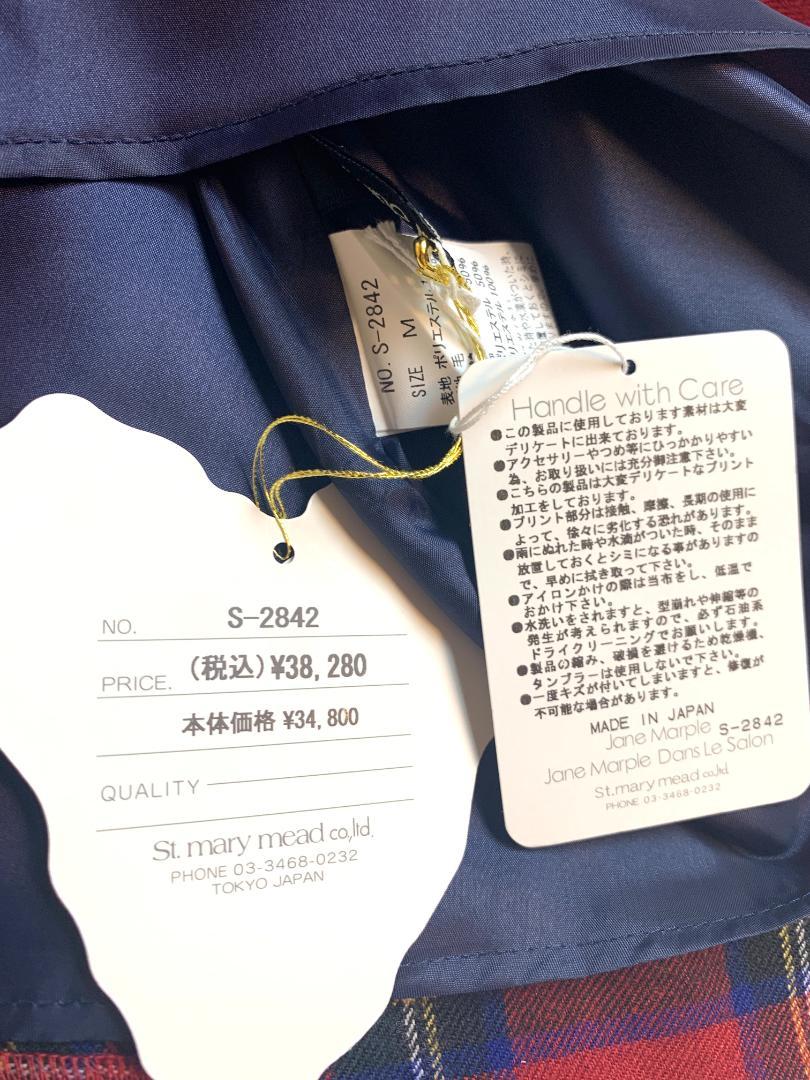 NO. S-2842
SIZE M
表地 ポリエステル
毛 50%
50%
ポリエステル 100%
Handle with Care
●この製品に使用しております素材は大変
デリケートに出来ております。
●アクセサリーやつめ等にひっかかりやすい
為、お取り扱いには充分御注意下さい。
●こちらの製品は大変デリケートなプリント
加工をしております。
●プリント部分は接触、摩擦、長期の使用に
よって、徐々に劣化する恐れがあります。
●雨にぬれた時や水滴がついた時、そのまま
放置しておくとシミになる事がありますの
で、早めに拭き取って下さい。
●アイロンかけの際は当布をし、低温で
おかけ下さい。
●水洗いをされますと、型崩れや伸縮等の
発生が考えられますので、必ず石油系
ドライクリーニングでお願いします。
●製品の縮み、破損を避けるため乾燥機、
タンブラーは使用しないで下さい。
●一度キズが付いてしまいますと、修復が
不可能な場合があります。
MADE IN JAPAN
Jane Marple S-2842
Jane Marple Dans Le Salon
St. mary mead co.,ltd.
PHONE.03-3468-0232
NO. S-2842
PRICE. (税込)¥38,280
本体価格 ¥34,800
QUALITY
St. mary mead co.,ltd.
PHONE 03-3468-0232
TOKYO JAPAN